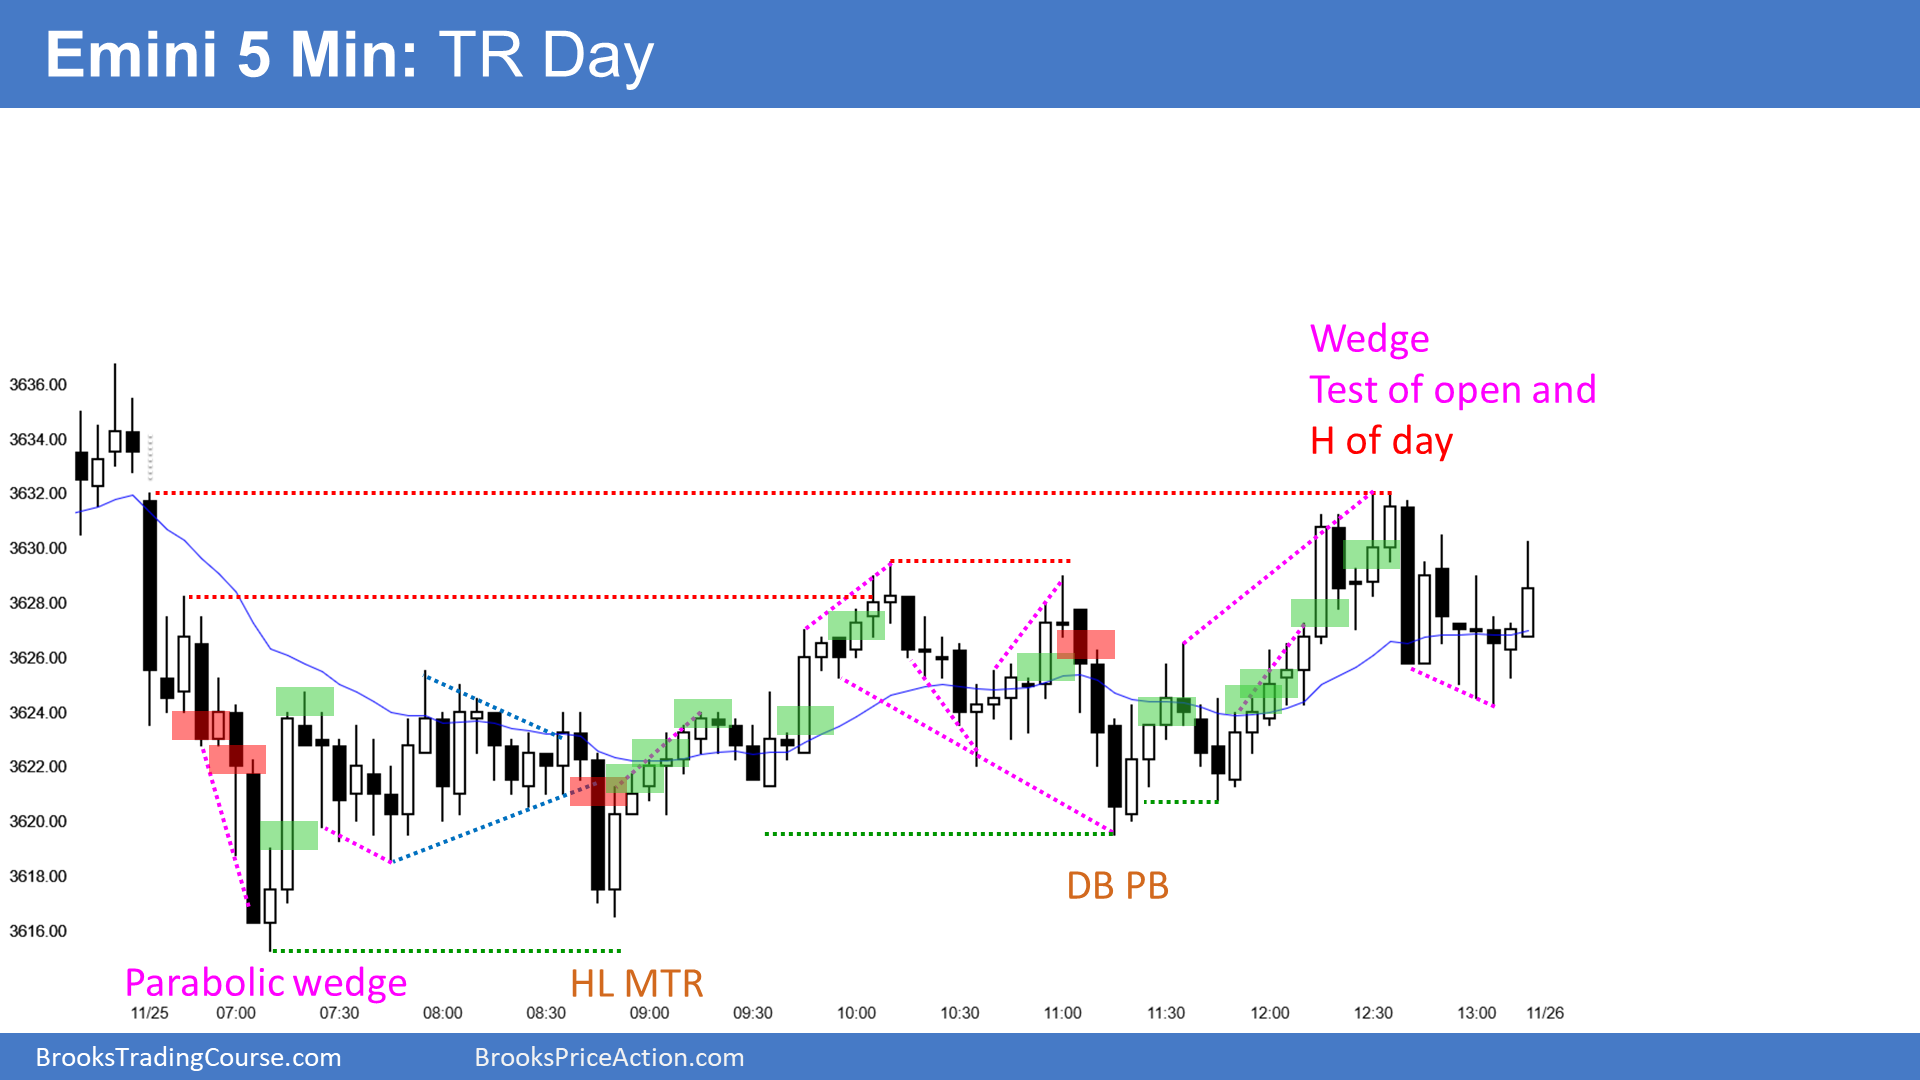 Emini 5 Min: TR Day
Wedge
Test of open and
H of day
3636.00
3634.00
3632.00
3630.00
3628.00
3626.00
3624.00
3622.00
3620.00
3618.00
3616.00
DB PB
Parabolic wedge
HL MTR
11/25 07:00 07:30 08:00 08:30 09:00 09:30 10:00 10:30 11:00 11:30 12:00 12:30 13:00 11/26
BrooksTradingCourse.com BrooksPriceAction.com